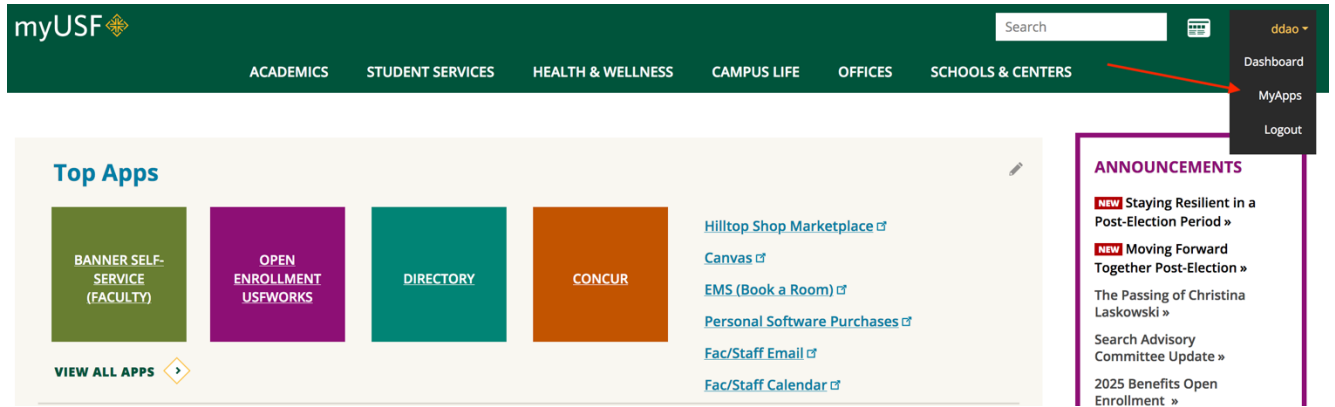 myUSF
Search
ddao
Dashboard
MyApps
Logout
ACADEMICS
STUDENT SERVICES
HEALTH & WELLNESS
CAMPUS LIFE
OFFICES
SCHOOLS & CENTERS
Top Apps
BANNER SELF-
SERVICE
(FACULTY)
OPEN
ENROLLMENT
USFWORKS
DIRECTORY
CONCUR
Hilltop Shop Marketplace
Canvas
EMS (Book a Room)
Personal Software Purchases
Fac/Staff Email
Fac/Staff Calendar
VIEW ALL APPS
ANNOUNCEMENTS
NEW Staying Resilient in a
Post-Election Period »
NEW Moving Forward
Together Post-Election »
The Passing of Christina
Laskowski »
Search Advisory
Committee Update »
2025 Benefits Open
Enrollment »